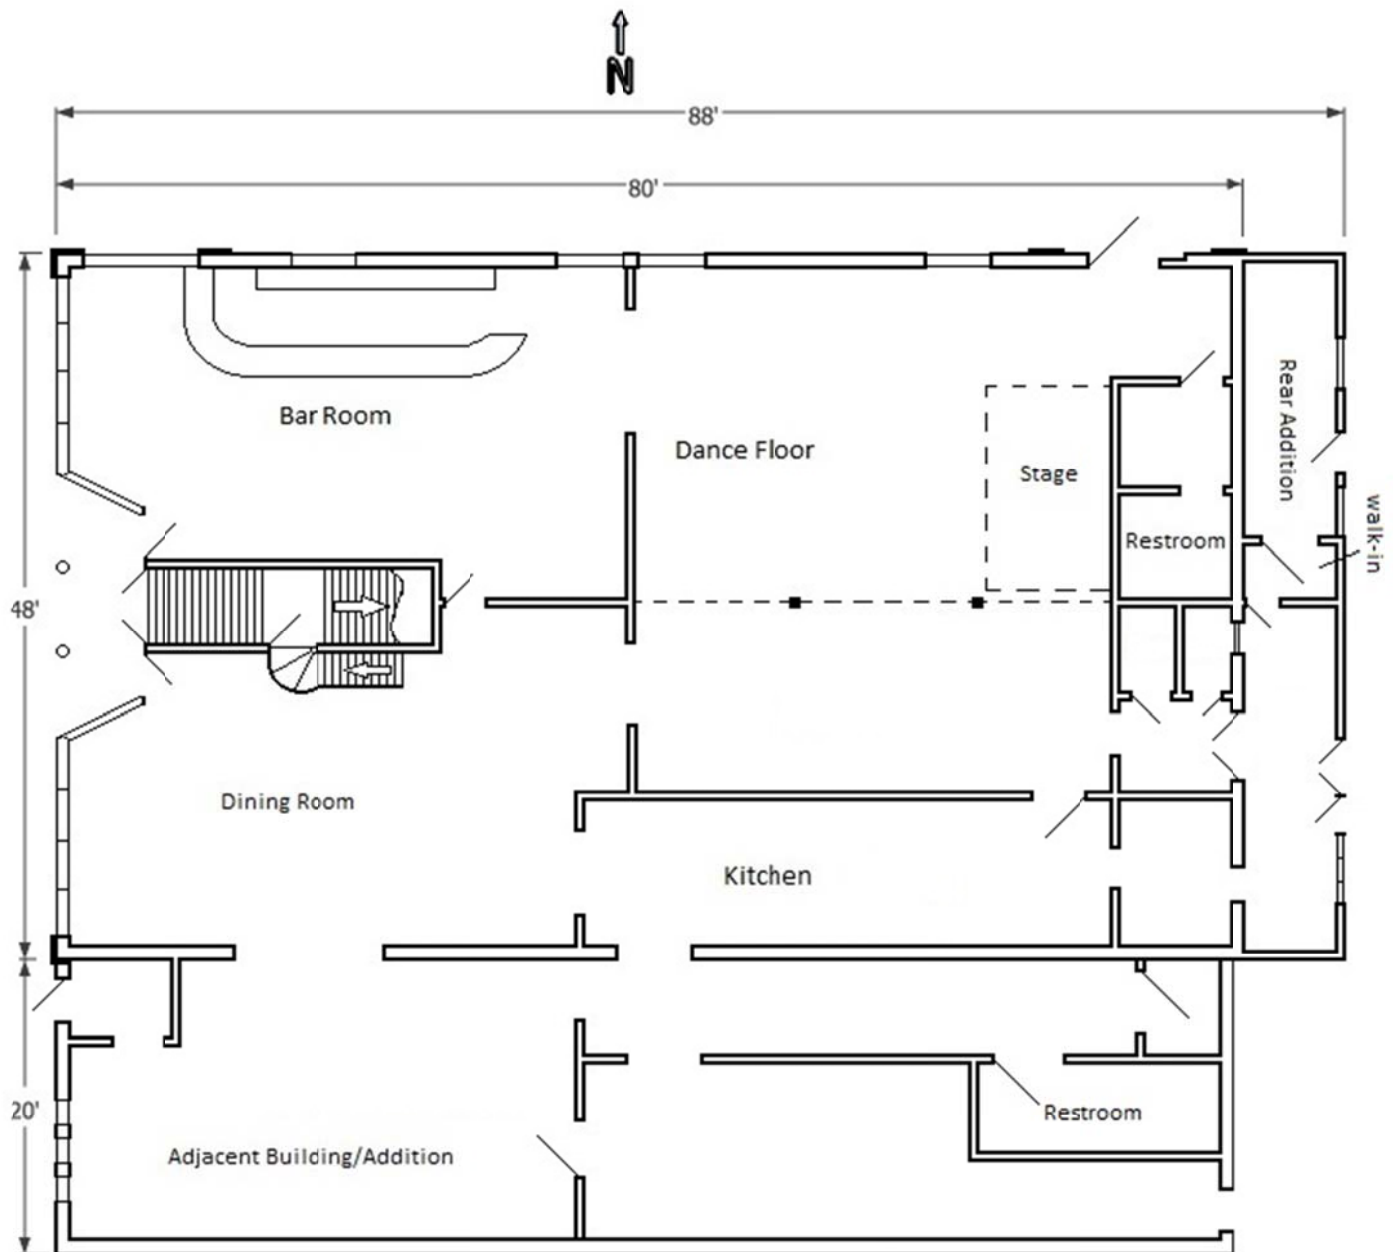 N
88'
80'
Bar Room
Dance Floor
Stage
Rear Addition
walk-in
Restroom
48'
Dining Room
Kitchen
20'
Restroom
Adjacent Building/Addition